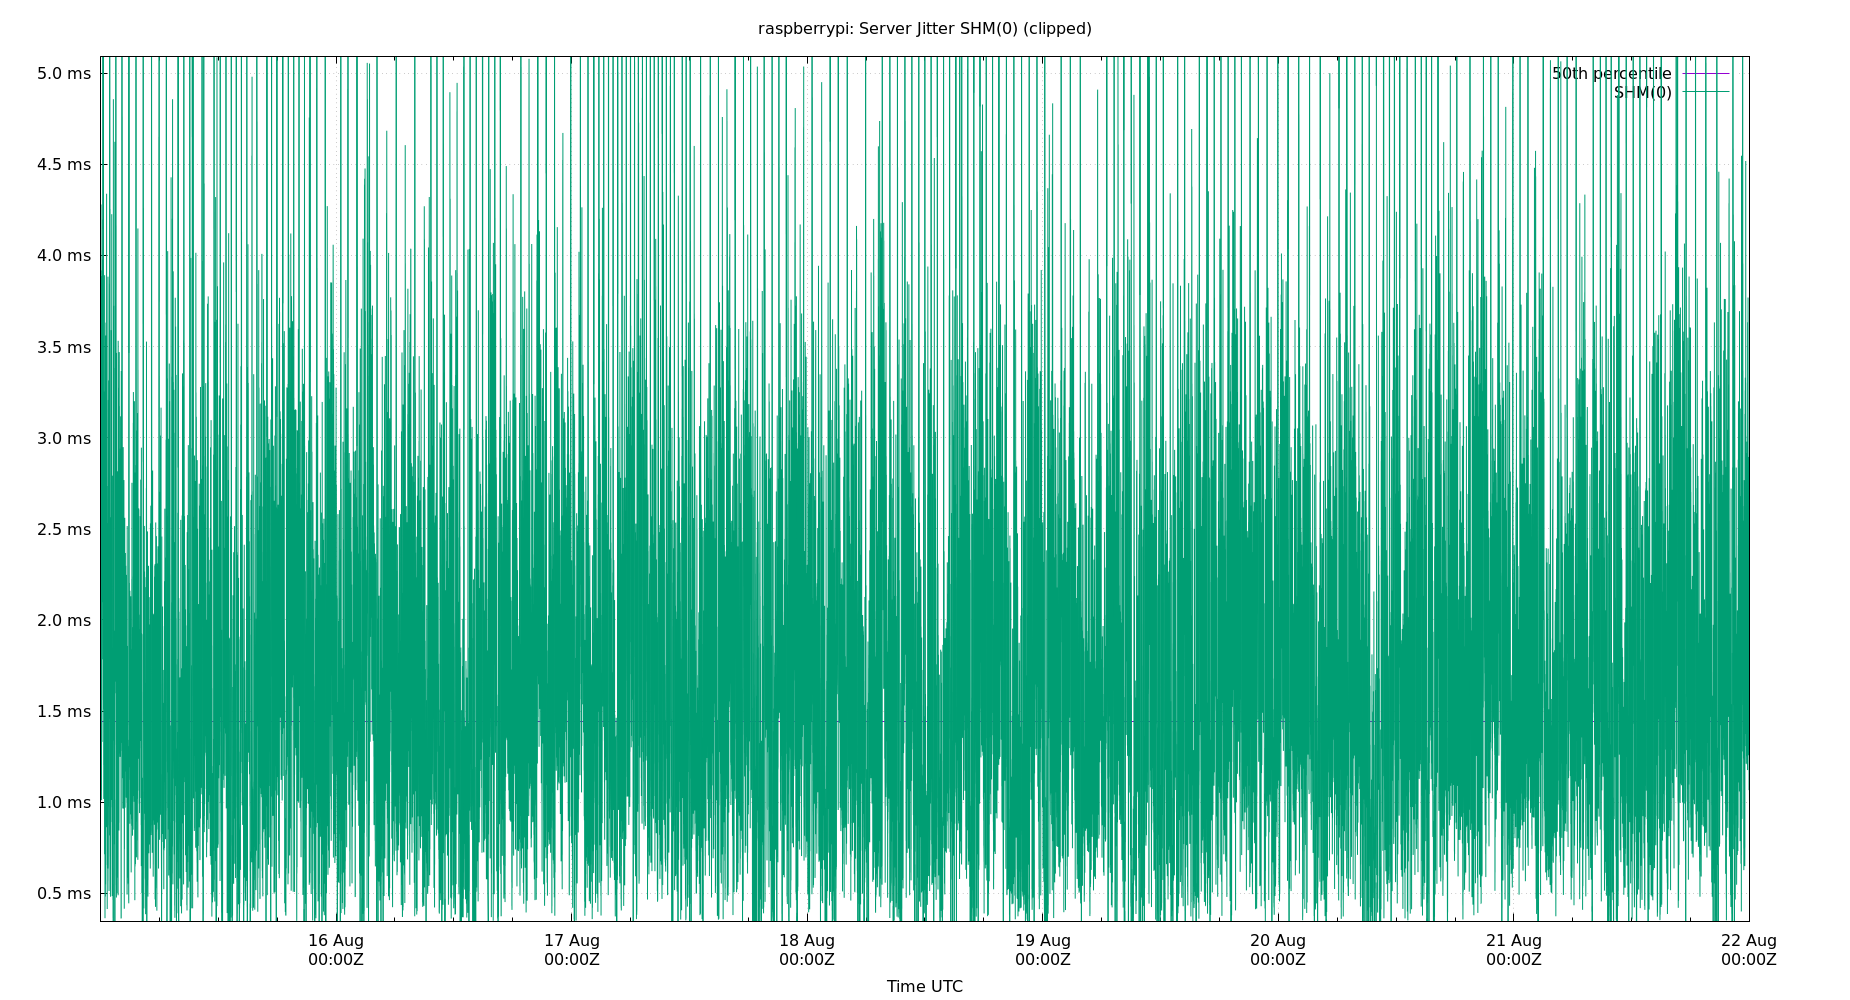 raspberrypi: Server Jitter SHM(0) (clipped)
5.0 ms
4.5 ms
4.0 ms
3.5 ms
3.0 ms
2.5 ms
2.0 ms
1.5 ms
1.0 ms
0.5 ms
50th percentile
SHM(0)
16 Aug
00:00Z
17 Aug
00:00Z
18 Aug
00:00Z
19 Aug
00:00Z
20 Aug
00:00Z
21 Aug
00:00Z
22 Aug
00:00Z
Time UTC